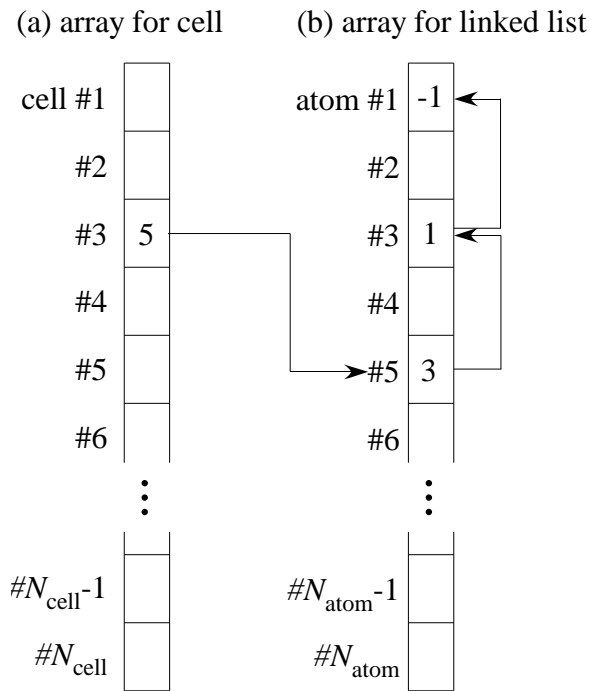 (a) array for cell (b) array for linked list
cell #1 atom #1 -1
#2 #2
#3 5 #3 1
#4 #4
#5 #5 3
#6 #6
#Ncell-1 #Natom-1
#Ncell #Natom